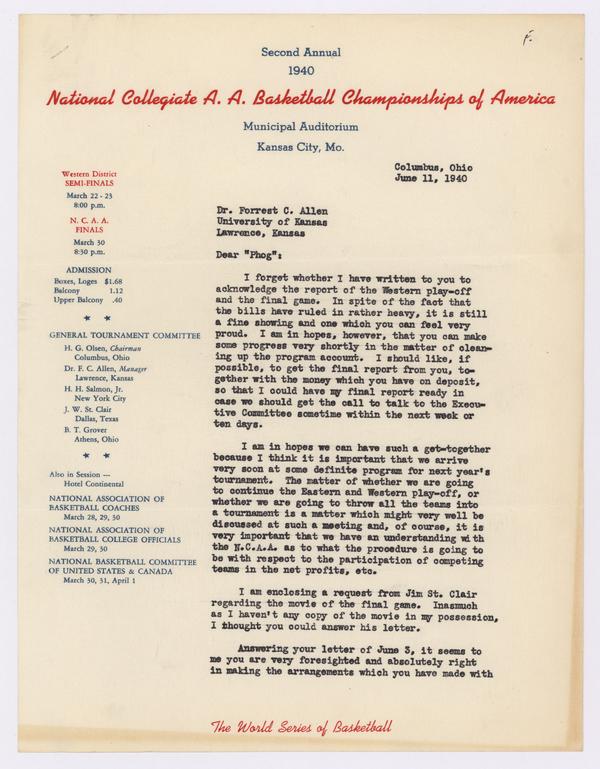 F.
Second Annual
1940
National Collegiate A. A. Basketball Championships of America
Municipal Auditorium
Kansas City, Mo.
Western District
SEMI-FINALS
March 22 - 23
8:00 p.m.
N. C. A. A.
FINALS
March 30
8:30 p.m.
ADMISSION
Boxes, Loges $1.68
Balcony 1.12
Upper Balcony .40
GENERAL TOURNAMENT COMMITTEE
H. G. Olsen, Chairman
Columbus, Ohio
Dr. F. C. Allen, Manager
Lawrence, Kansas
H. H. Salmon, Jr.
New York City
J. W. St. Clair
Dallas, Texas
B. T. Grover
Athens, Ohio
Also in Session ---
Hotel Continental
NATIONAL ASSOCIATION OF
BASKETBALL COACHES
March 28, 29, 30
NATIONAL ASSOCIATION OF
BASKETBALL COLLEGE OFFICIALS
March 29, 30
NATIONAL BASKETBALL COMMITTEE
OF UNITED STATES & CANADA
March 30, 31, April 1
Columbus, Ohio
June 11, 1940
Dr. Forrest C. Allen
University of Kansas
Lawrence, Kansas
Dear "Phog":
I forget whether I have written to you to
acknowledge the report of the Western play-off
and the final game. In spite of the fact that
the bills have ruled in rather heavy, it is still
a fine showing and one which you can feel very
proud. I am in hopes, however, that you can make
some progress very shortly in the matter of clean-
ing up the program account. I should like, if
possible, to get the final report from you, to-
gether with the money which you have on deposit,
so that I could have my final report ready in
case we should get the call to talk to the Execu-
tive Committee sometime within the next week or
ten days.
I am in hopes we can have such a get-together
because I think it is important that we arrive
very soon at some definite program for next year's
tournament. The matter of whether we are going
to continue the Eastern and Western play-off, or
whether we are going to throw all the teams into
a tournament is a matter which might very well be
discussed at such a meeting and, of course, it is
very important that we have an understanding with
the N.C.A.A. as to what the procedure is going to
be with respect to the participation of competing
teams in the net profits, etc.
I am enclosing a request from Jim St. Clair
regarding the movie of the final game. Inasmuch
as I haven't any copy of the movie in my possession,
I thought you could answer his letter.
Answering your letter of June 3, it seems to
me you are very foresighted and absolutely right
in making the arrangements which you have made with
The World Series of Basketball